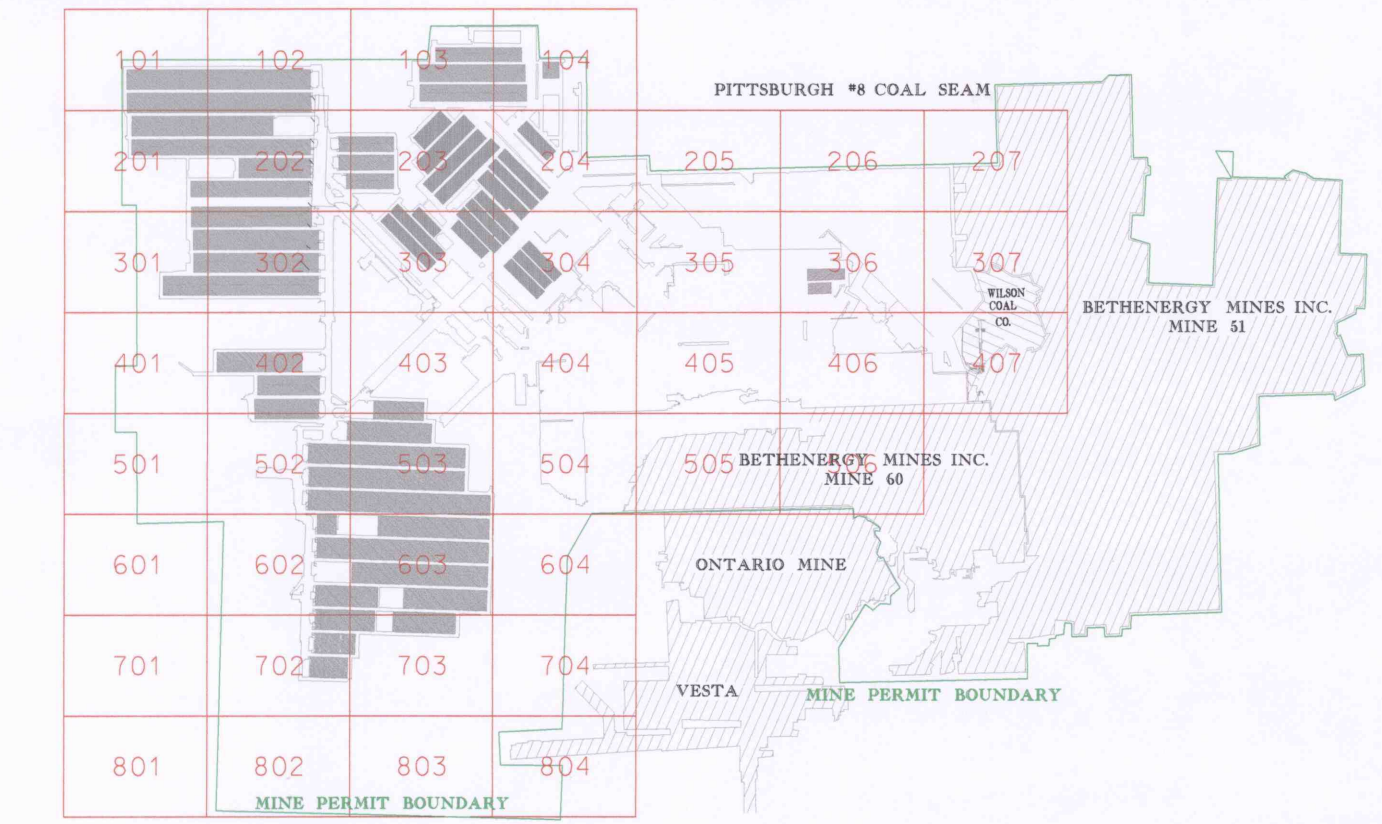 101 102 103 104
PITTSBURGH #8 COAL SEAM
201 202 203 204 205 206 207
301 302 303 304 305 306 307
WILSON
COAL
CO.
BETHENERGY MINES INC.
MINE 51
401 402 403 404 405 406 407
501 502 503 504 505 506
BETHENERGY MINES INC.
MINE 60
601 602 603 604
ONTARIO MINE
701 702 703 704
VESTA
MINE PERMIT BOUNDARY
801 802 803 804
MINE PERMIT BOUNDARY